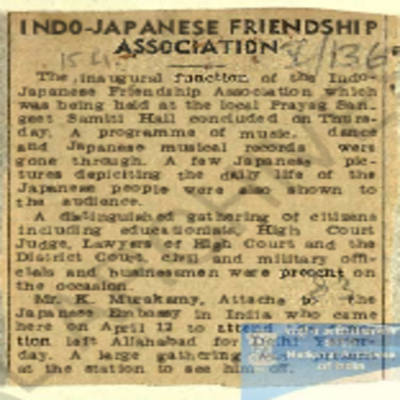 INDO-JAPANESE FRIENDSHIP
ASSOCIATION
The inaugural function of the Indo-
Japanese Friendship Association which
was being held at the local Prayag San-
geet Samiti Hall concluded on Thurs-
day. A programme of music, dance
and Japanese musical records were
gone through. A few Japanese pic-
tures depicting the daily life of the
Japanese people were also shown to
the audience.
A distinguished gathering of citizens
including educationists, High Court
Judge, Lawyers of High Court and the
District Court, civil and military offi-
cials and businessmen were present on
the occasion.
Mr. K. Murakamy, Attache to the
Japanese Embassy in India who came
here on April 12 to attend
tion left Allahabad for Delhi Yester-
day. A large gathering
at the station to see him off.